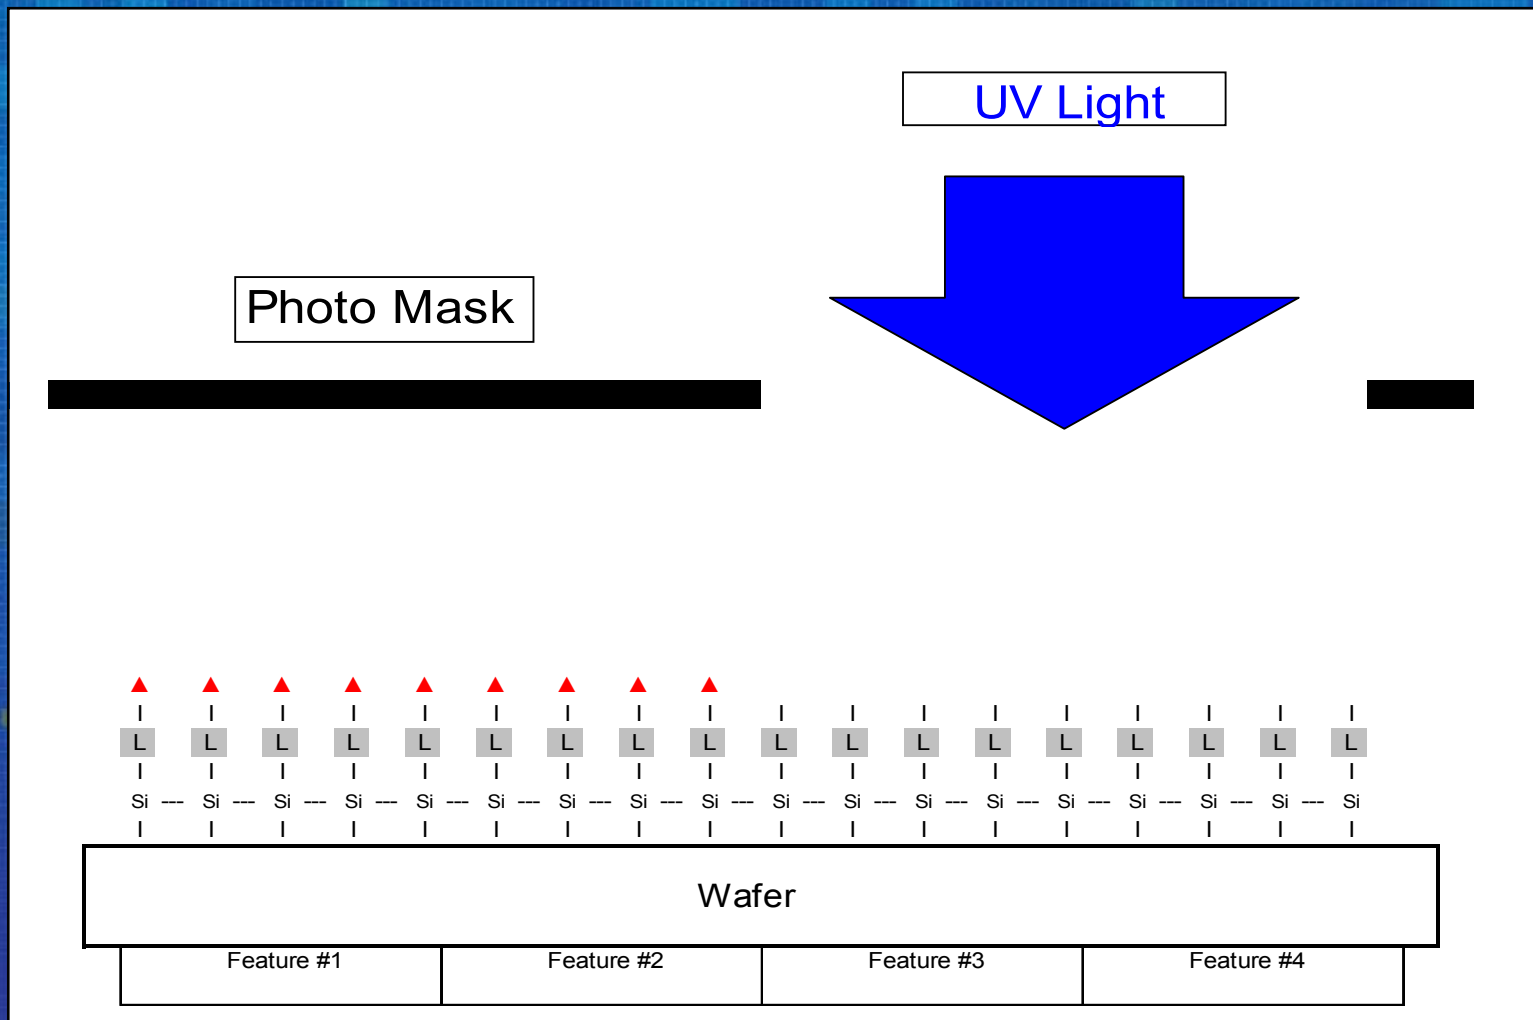 UV Light
Photo Mask
I I I I I I I I I I I I I I I I I I
L L L L L L L L L L L L L L L L L L
I I I I I I I I I I I I I I I I I I
Si --- Si --- Si --- Si --- Si --- Si --- Si --- Si --- Si --- Si --- Si --- Si --- Si --- Si --- Si --- Si --- Si --- Si
I I I I I I I I I I I I I I I I I I
Wafer
Feature #1 Feature #2 Feature #3 Feature #4